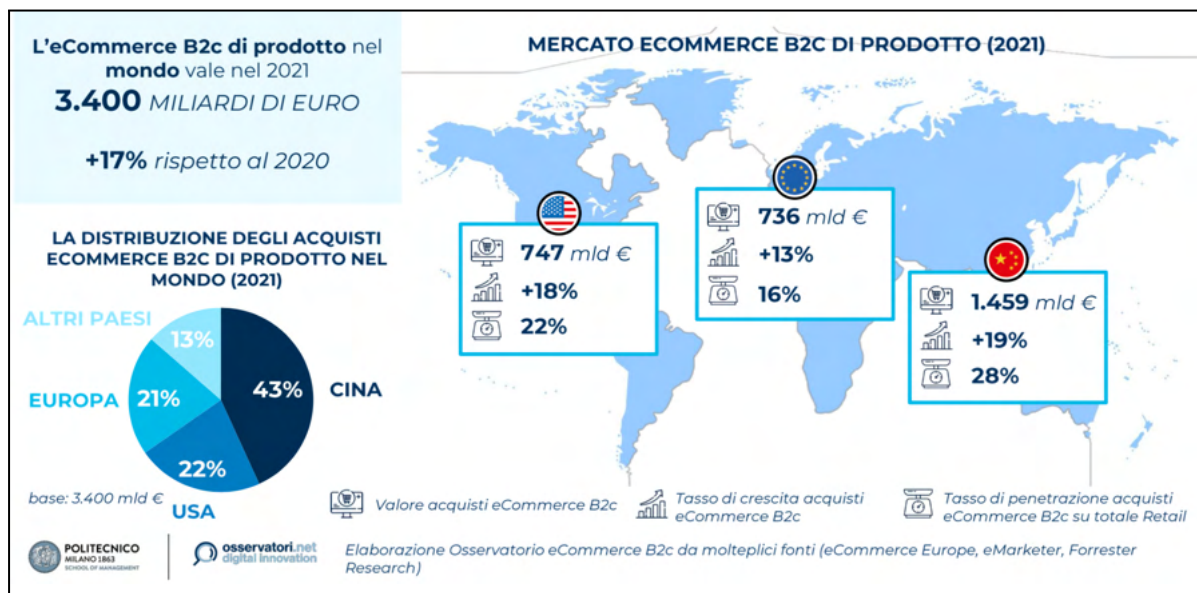 L'eCommerce B2c di prodotto nel
mondo vale nel 2021
3.400 MILIARDI DI EURO
+17% rispetto al 2020
MERCATO ECOMMERCE B2C DI PRODOTTO (2021)
747 mld €
+18%
22%
736 mld €
+13%
16%
1.459 mld €
+19%
28%
LA DISTRIBUZIONE DEGLI ACQUISTI
ECOMMERCE B2C DI PRODOTTO NEL
MONDO (2021)
ALTRI PAESI
13%
EUROPA
21%
43%
CINA
22%
USA
base: 3.400 mld €
Valore acquisti eCommerce B2c
Tasso di crescita acquisti
eCommerce B2c
Tasso di penetrazione acquisti
eCommerce B2c su totale Retail
POLITECNICO
MILANO 1863
SCHOOL OF MANAGEMENT
osservatori.net
digital innovation
Elaborazione Osservatorio eCommerce B2c da molteplici fonti (eCommerce Europe, eMarketer, Forrester
Research)